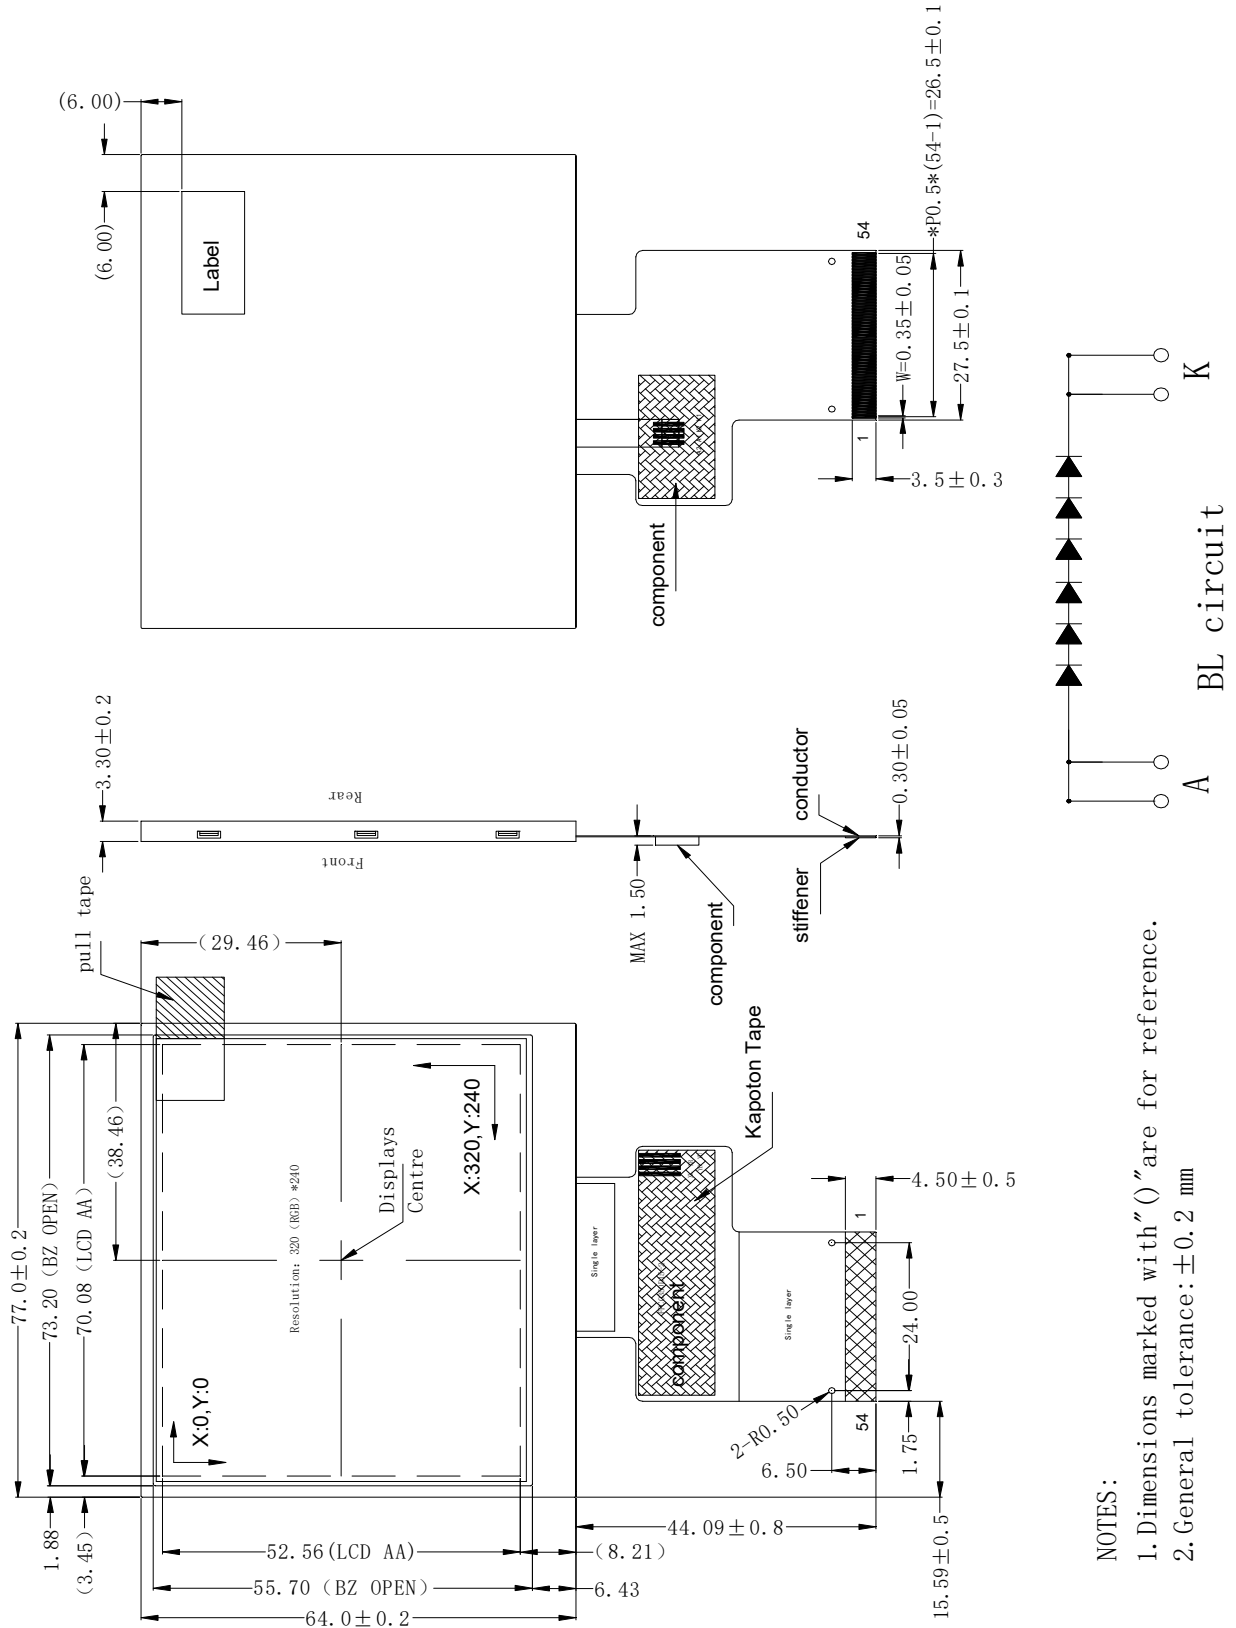 77.0±0.2
73.20 (BZ OPEN)
70.08 (LCD AA)
(38.46)
1.88
(3.45)
X:0,Y:0
Resolution: 320 (RGB) *240
Displays
Centre
X:320,Y:240
pull tape
(29.46)
52.56(LCD AA)
(8.21)
55.70 (BZ OPEN)
6.43
64.0±0.2
44.09±0.8
Single layer
component
Kapoton Tape
Single layer
54
1
4.50±0.5
24.00
2-R0.50
6.50
1.75
15.59±0.5
3.30±0.2
Front
Rear
MAX 1.50
component
stiffener
conductor
0.30±0.05
(6.00)
(6.00)
Label
component
1
54
W=0.35±0.05
*P0.5*(54-1)=26.5±0.1
27.5±0.1
3.5±0.3
A
K
BL circuit
NOTES:
1.Dimensions marked with"()"are for reference.
2.General tolerance:±0.2 mm